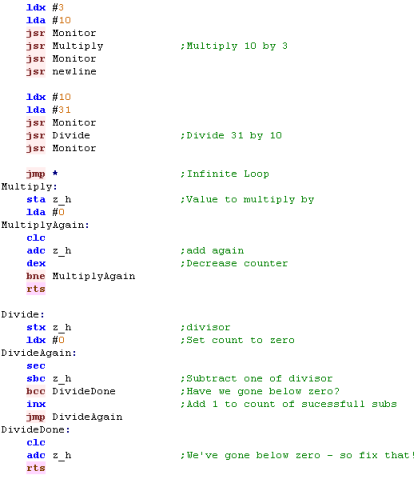 ldx #3
lda #10
jsr Monitor
jsr Multiply ;Multiply 10 by 3
jsr Monitor
jsr newline
ldx #10
lda #31
jsr Monitor
jsr Divide ;Divide 31 by 10
jsr Monitor
jmp * ;Infinite Loop
Multiply:
sta z_h ;Value to multiply by
lda #0
MultiplyAgain:
clc
adc z_h ;add again
dex ;Decrease counter
bne MultiplyAgain
rts
Divide:
stx z_h ;divisor
ldx #0 ;Set count to zero
DivideAgain:
sec
sbc z_h ;Subtract one of divisor
bcc DivideDone ;Have we gone below zero?
inx ;Add 1 to count of sucessfull subs
jmp DivideAgain
DivideDone:
clc
adc z_h ;We've gone below zero - so fix that!
rts